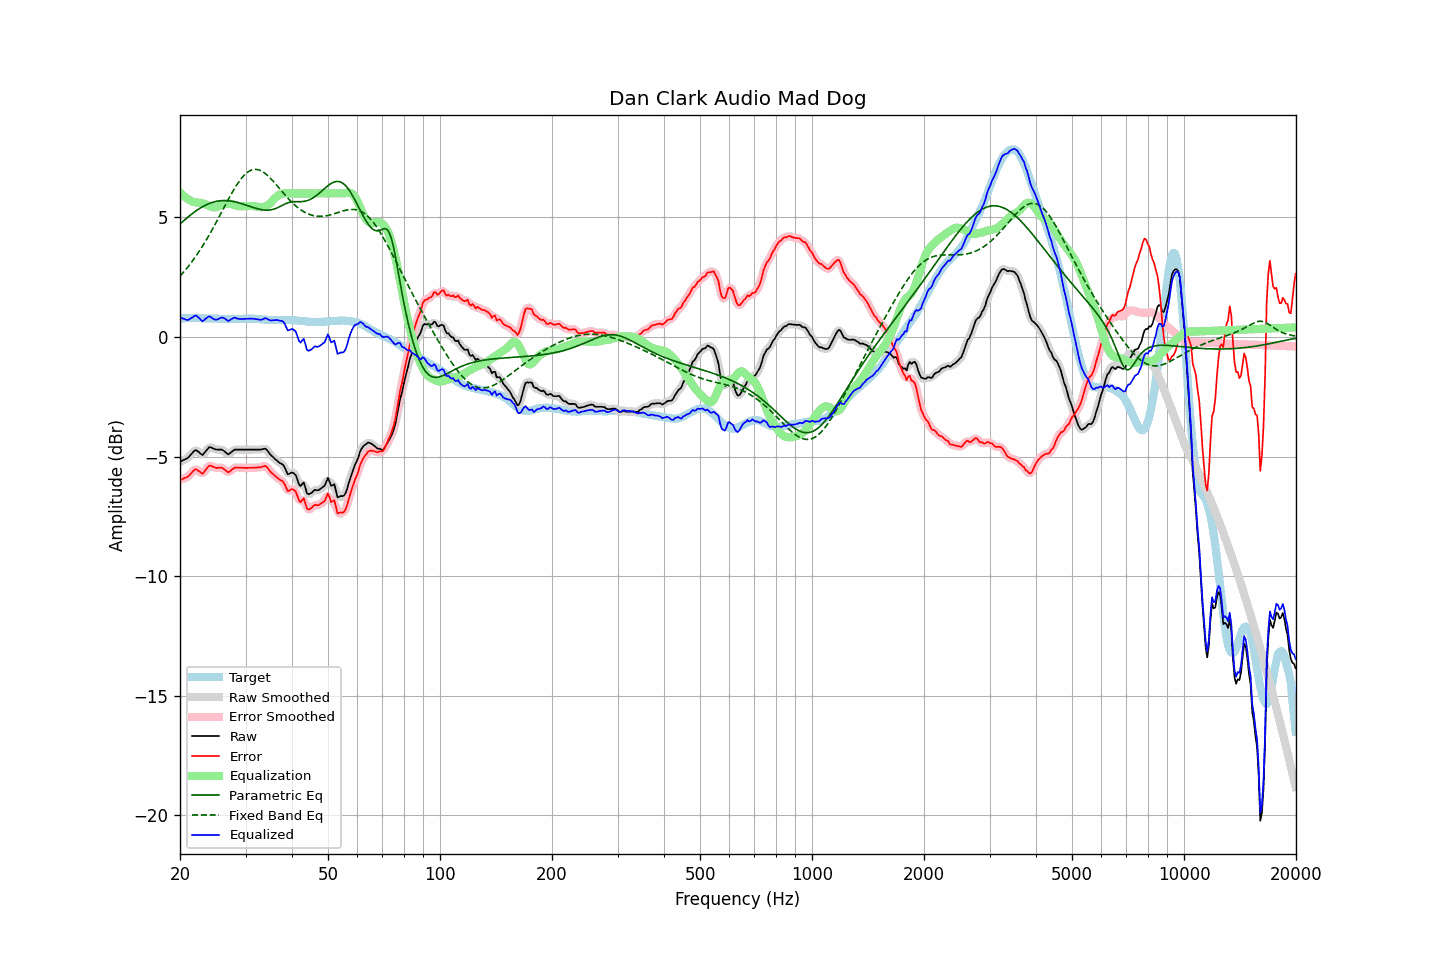 Dan Clark Audio Mad Dog
Amplitude (dBr)
5
0
−5
−10
−15
−20
Target
Raw Smoothed
Error Smoothed
Raw
Error
Equalization
Parametric Eq
Fixed Band Eq
Equalized
20 50 100 200 500 1000 2000 5000 10000 20000
Frequency (Hz)